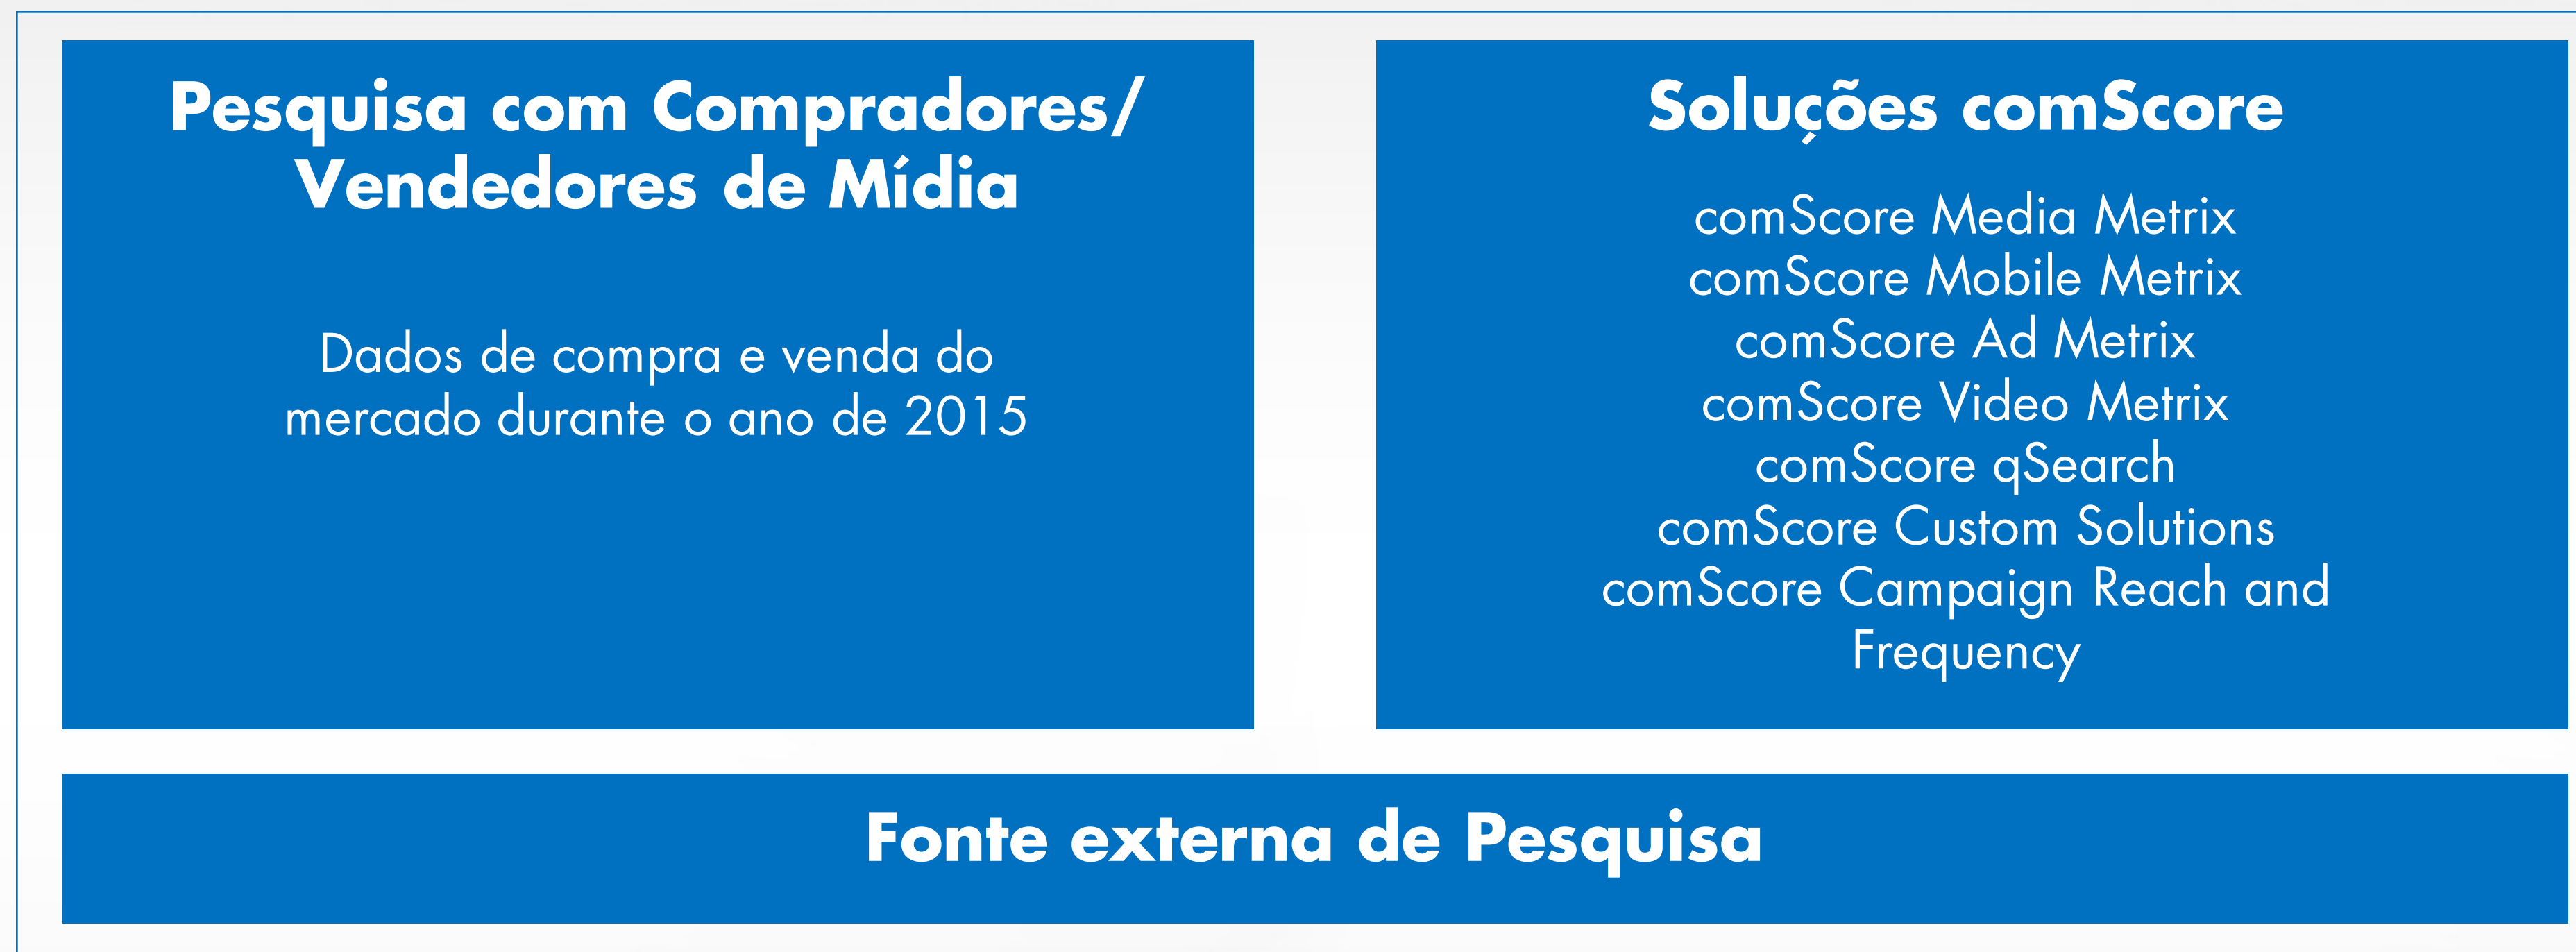 Pesquisa com Compradores/
Vendedores de Mídia
Dados de compra e venda do
mercado durante o ano de 2015
Soluções comScore
comScore Media Metrix
comScore Mobile Metrix
comScore Ad Metrix
comScore Video Metrix
comScore qSearch
comScore Custom Solutions
comScore Campaign Reach and
Frequency
Fonte externa de Pesquisa